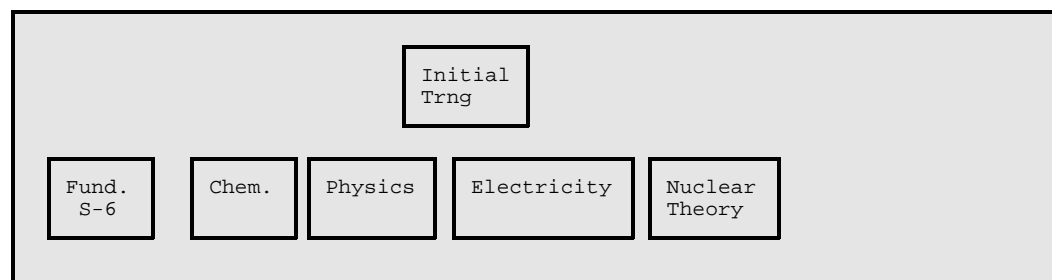 Initial
Trng
Fund.
S-6
Chem.
Physics
Electricity
Nuclear
Theory